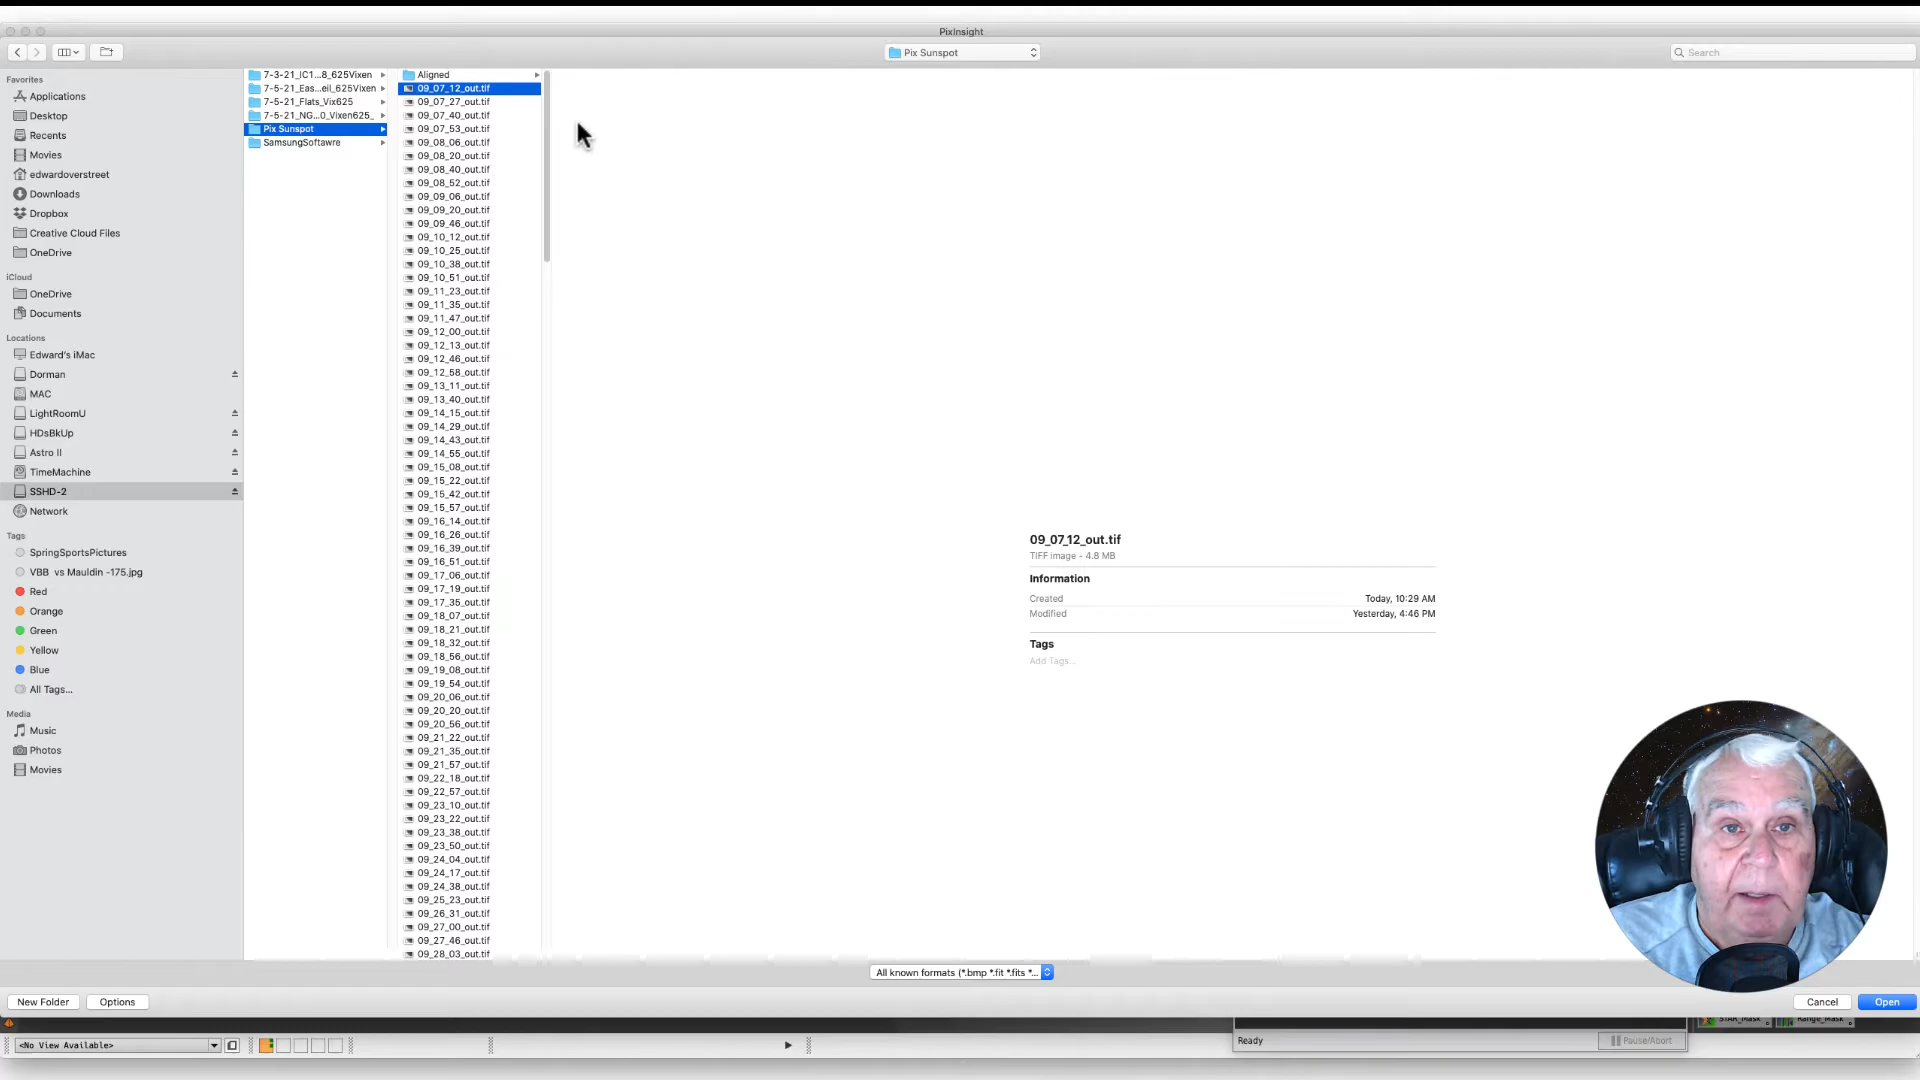 PixInsight
Pix Sunspot
Search
Favorites
Applications
Desktop
Recents
Movies
edwardoverstreet
Downloads
Dropbox
Creative Cloud Files
OneDrive
iCloud
OneDrive
Documents
Locations
Edward's iMac
Dorman
MAC
LightRoomU
HDsBkUp
Astro II
TimeMachine
SSHD-2
Network
Tags
SpringSportsPictures
VBB vs Mauldin -175.jpg
Red
Orange
Green
Yellow
Blue
All Tags...
Media
Music
Photos
Movies
7-3-21_IC1...8_625Vixen
7-5-21_Eas...eil_625Vixen
7-5-21_Flats_Vix625
7-5-21_NG...0_Vixen625_
Pix Sunspot
SamsungSoftawre
Aligned
09_07_12_out.tif
09_07_27_out.tif
09_07_40_out.tif
09_07_53_out.tif
09_08_06_out.tif
09_08_20_out.tif
09_08_40_out.tif
09_08_52_out.tif
09_09_06_out.tif
09_09_20_out.tif
09_09_46_out.tif
09_10_12_out.tif
09_10_25_out.tif
09_10_38_out.tif
09_10_51_out.tif
09_11_23_out.tif
09_11_35_out.tif
09_11_47_out.tif
09_12_00_out.tif
09_12_13_out.tif
09_12_46_out.tif
09_12_58_out.tif
09_13_11_out.tif
09_13_40_out.tif
09_14_15_out.tif
09_14_29_out.tif
09_14_43_out.tif
09_14_55_out.tif
09_15_08_out.tif
09_15_22_out.tif
09_15_42_out.tif
09_15_57_out.tif
09_16_14_out.tif
09_16_26_out.tif
09_16_39_out.tif
09_16_51_out.tif
09_17_06_out.tif
09_17_19_out.tif
09_17_35_out.tif
09_18_07_out.tif
09_18_21_out.tif
09_18_32_out.tif
09_18_56_out.tif
09_19_08_out.tif
09_19_54_out.tif
09_20_06_out.tif
09_20_20_out.tif
09_20_56_out.tif
09_21_22_out.tif
09_21_35_out.tif
09_21_57_out.tif
09_22_18_out.tif
09_22_57_out.tif
09_23_10_out.tif
09_23_22_out.tif
09_23_38_out.tif
09_23_50_out.tif
09_24_04_out.tif
09_24_17_out.tif
09_24_38_out.tif
09_25_23_out.tif
09_26_31_out.tif
09_27_00_out.tif
09_27_46_out.tif
09_28_03_out.tif
09_07_12_out.tif
TIFF image - 4.8 MB
Information
Created Today, 10:29 AM
Modified Yesterday, 4:46 PM
Tags
Add Tags...
All known formats (*.bmp *.fit *.fits *...
New Folder
Options
Cancel
Open
STAR_Mask
Range_Mask
<No View Available>
Ready
Pause/Abort